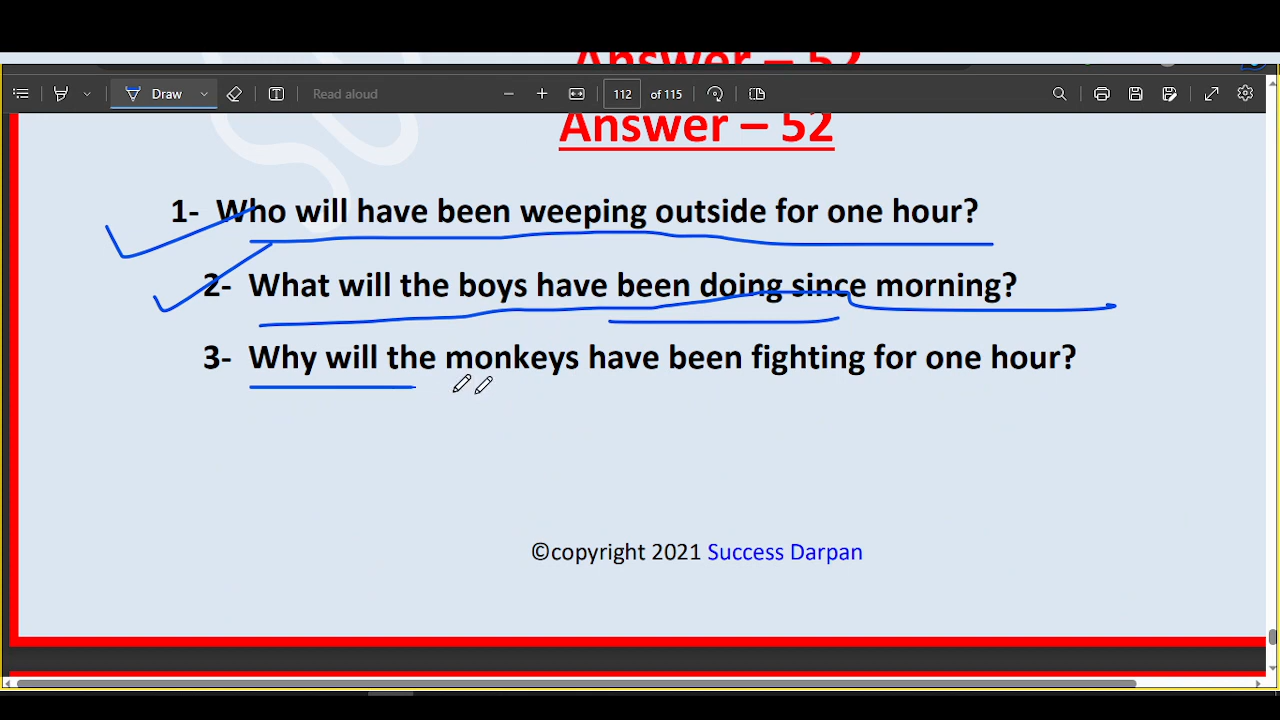 Answer – 52
Draw
Read aloud
112 of 115
Answer – 52
1- Who will have been weeping outside for one hour?
2- What will the boys have been doing since morning?
3- Why will the monkeys have been fighting for one hour?
©copyright 2021 Success Darpan